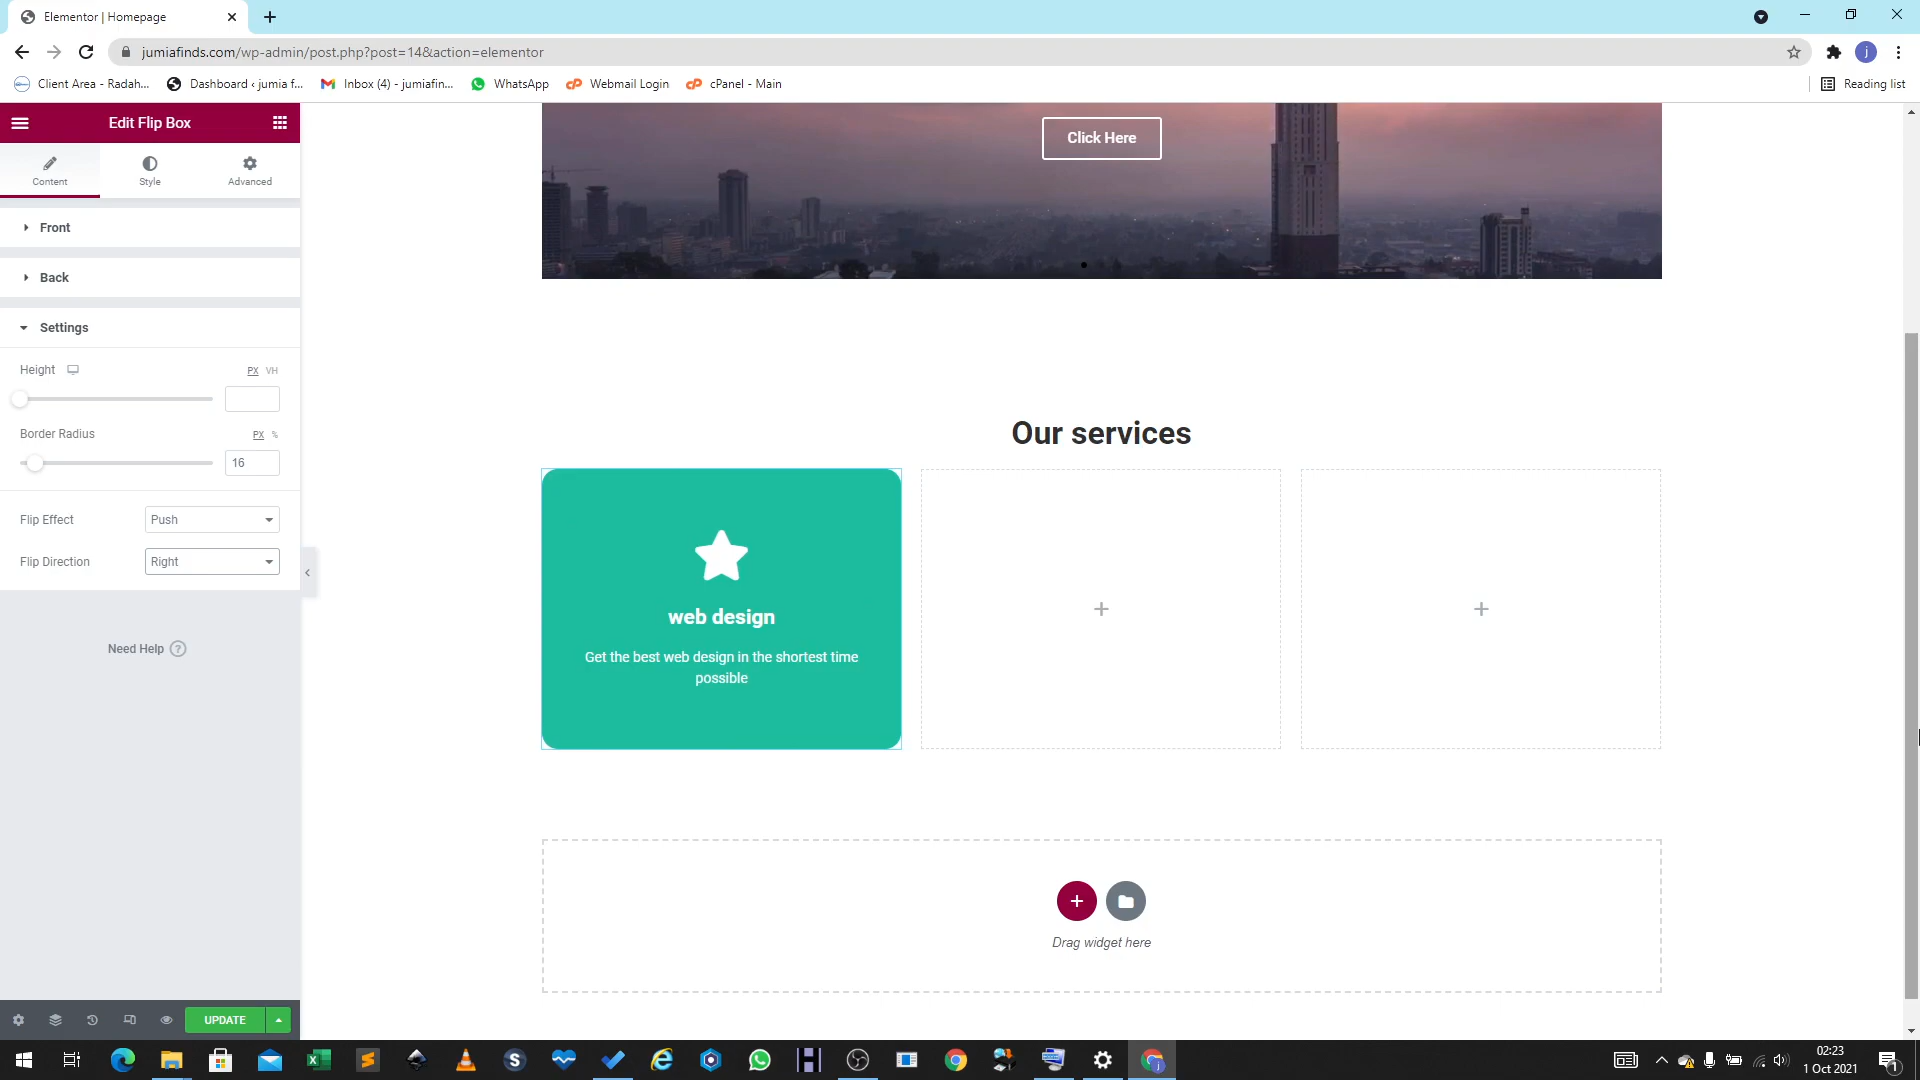 Elementor | Homepage
jumiafinds.com/wp-admin/post.php?post=14&action=elementor
j
Client Area - Radah...
Dashboard ‹ jumia f...
Inbox (4) - jumiafin...
WhatsApp
Webmail Login
cPanel - Main
Reading list
Edit Flip Box
Content
Style
Advanced
Front
Back
Settings
Height
PX VH
Border Radius
PX %
16
Flip Effect
Push
Flip Direction
Right
Need Help ?
UPDATE
Click Here
Our services
web design
Get the best web design in the shortest time
possible
Drag widget here
02:23
1 Oct 2021
1